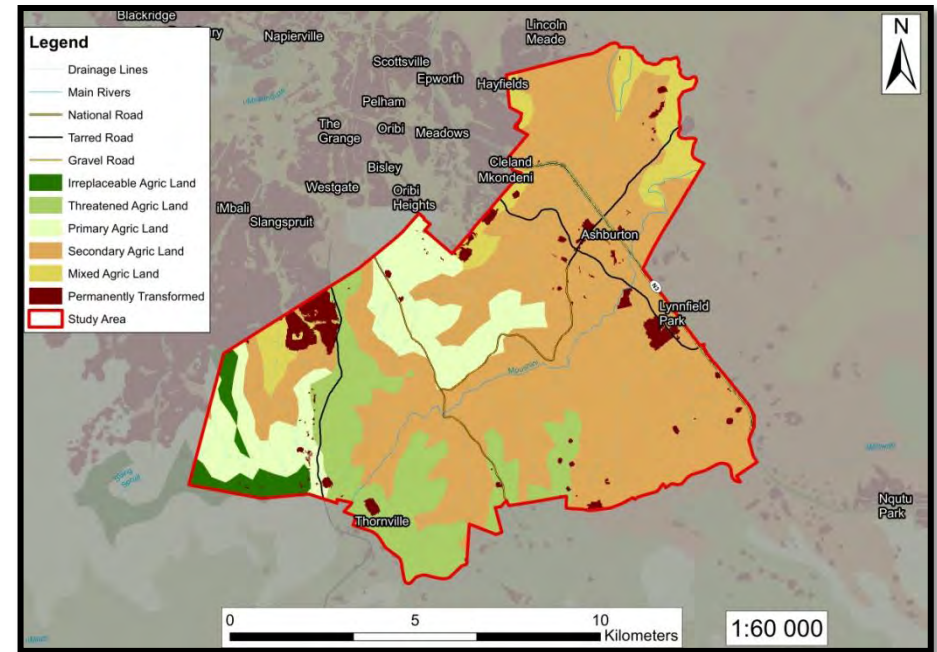 Blackridge
Napierville
Lincoln
Meade
N
Legend
Drainage Lines
Main Rivers
National Road
Tarred Road
Gravel Road
Irreplaceable Agric Land
Threatened Agric Land
Primary Agric Land
Secondary Agric Land
Mixed Agric Land
Permanently Transformed
Study Area
Scottsville
Epworth
Hayfields
Pelham
The
Grange
Oribi
Meadows
Bisley
Cleland
Mkondeni
Westgate
Oribi
Heights
iMbali
Slangspruit
Ashburton
N3
Lynnfield
Park
Nqutu
Park
Thornville
0
5
10
Kilometers
1:60 000